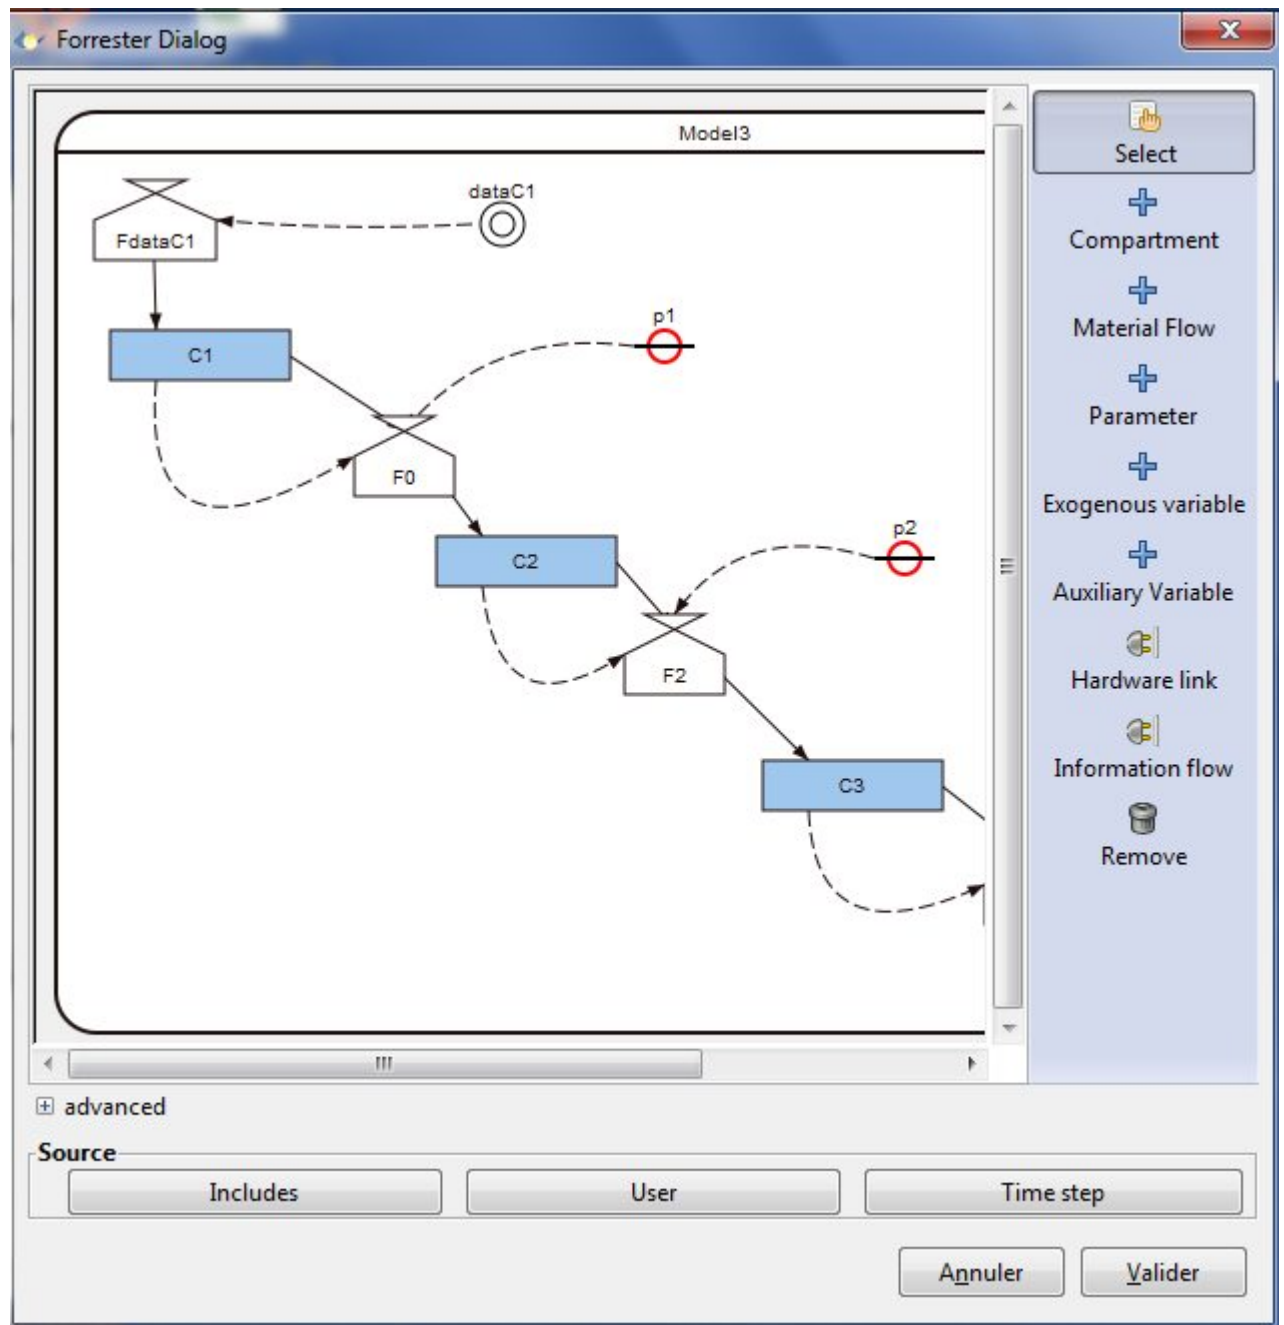 Forrester Dialog
Model3
Select
dataC1
FdataC1
Compartment
p1
Material Flow
C1
Parameter
F0
Exogenous variable
p2
C2
Auxiliary Variable
F2
Hardware link
Information flow
C3
Remove
advanced
Source
Includes
User
Time step
Annuler
Valider